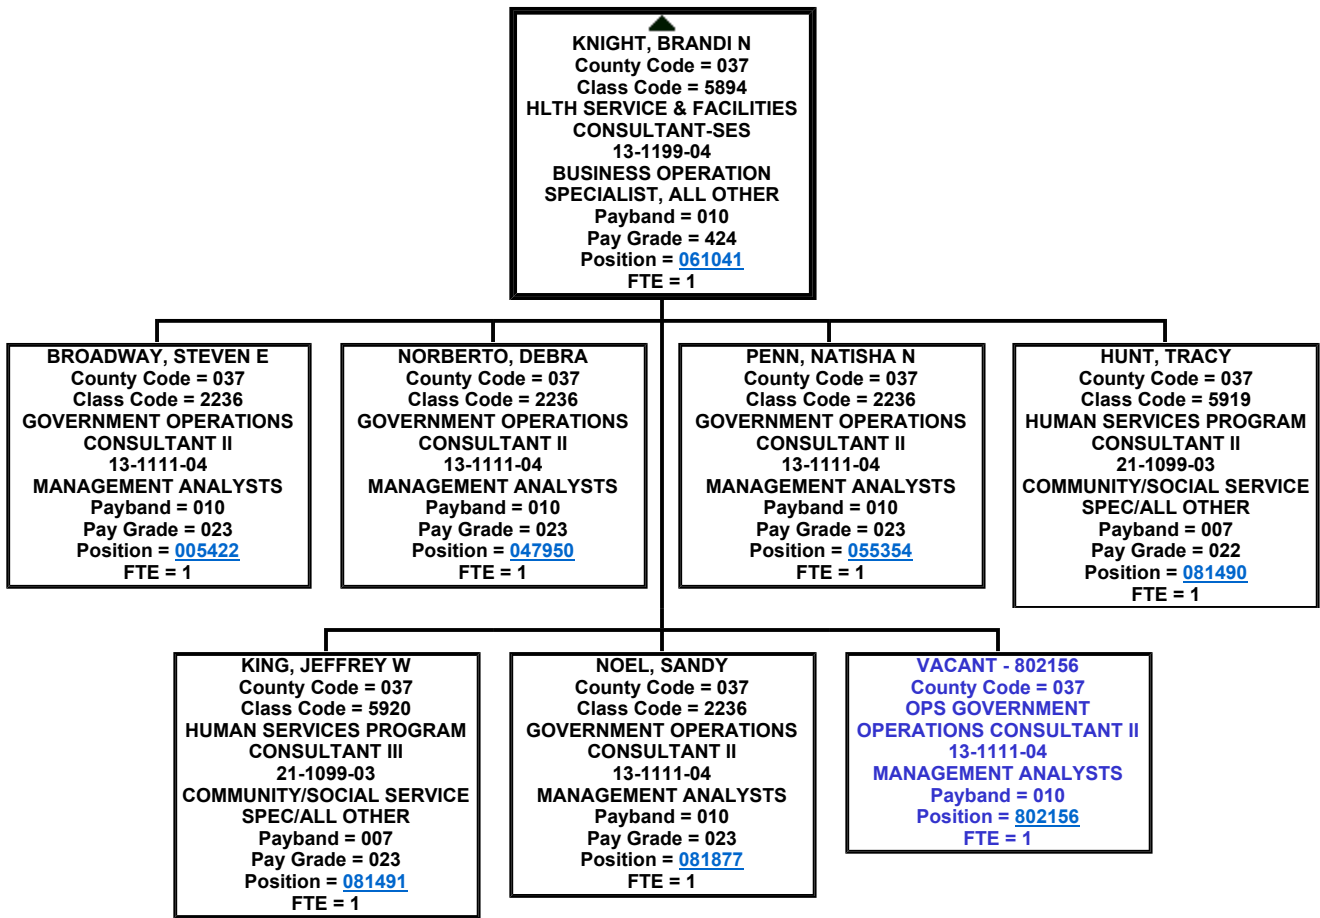 KNIGHT, BRANDI N
County Code = 037
Class Code = 5894
HLTH SERVICE & FACILITIES
CONSULTANT-SES
13-1199-04
BUSINESS OPERATION
SPECIALIST, ALL OTHER
Payband = 010
Pay Grade = 424
Position = 061041
FTE = 1
BROADWAY, STEVEN E
County Code = 037
Class Code = 2236
GOVERNMENT OPERATIONS
CONSULTANT II
13-1111-04
MANAGEMENT ANALYSTS
Payband = 010
Pay Grade = 023
Position = 005422
FTE = 1
NORBERTO, DEBRA
County Code = 037
Class Code = 2236
GOVERNMENT OPERATIONS
CONSULTANT II
13-1111-04
MANAGEMENT ANALYSTS
Payband = 010
Pay Grade = 023
Position = 047950
FTE = 1
PENN, NATISHA N
County Code = 037
Class Code = 2236
GOVERNMENT OPERATIONS
CONSULTANT II
13-1111-04
MANAGEMENT ANALYSTS
Payband = 010
Pay Grade = 023
Position = 055354
FTE = 1
HUNT, TRACY
County Code = 037
Class Code = 5919
HUMAN SERVICES PROGRAM
CONSULTANT II
21-1099-03
COMMUNITY/SOCIAL SERVICE
SPEC/ALL OTHER
Payband = 007
Pay Grade = 022
Position = 081490
FTE = 1
KING, JEFFREY W
County Code = 037
Class Code = 5920
HUMAN SERVICES PROGRAM
CONSULTANT III
21-1099-03
COMMUNITY/SOCIAL SERVICE
SPEC/ALL OTHER
Payband = 007
Pay Grade = 023
Position = 081491
FTE = 1
NOEL, SANDY
County Code = 037
Class Code = 2236
GOVERNMENT OPERATIONS
CONSULTANT II
13-1111-04
MANAGEMENT ANALYSTS
Payband = 010
Pay Grade = 023
Position = 081877
FTE = 1
VACANT - 802156
County Code = 037
OPS GOVERNMENT
OPERATIONS CONSULTANT II
13-1111-04
MANAGEMENT ANALYSTS
Payband = 010
Position = 802156
FTE = 1